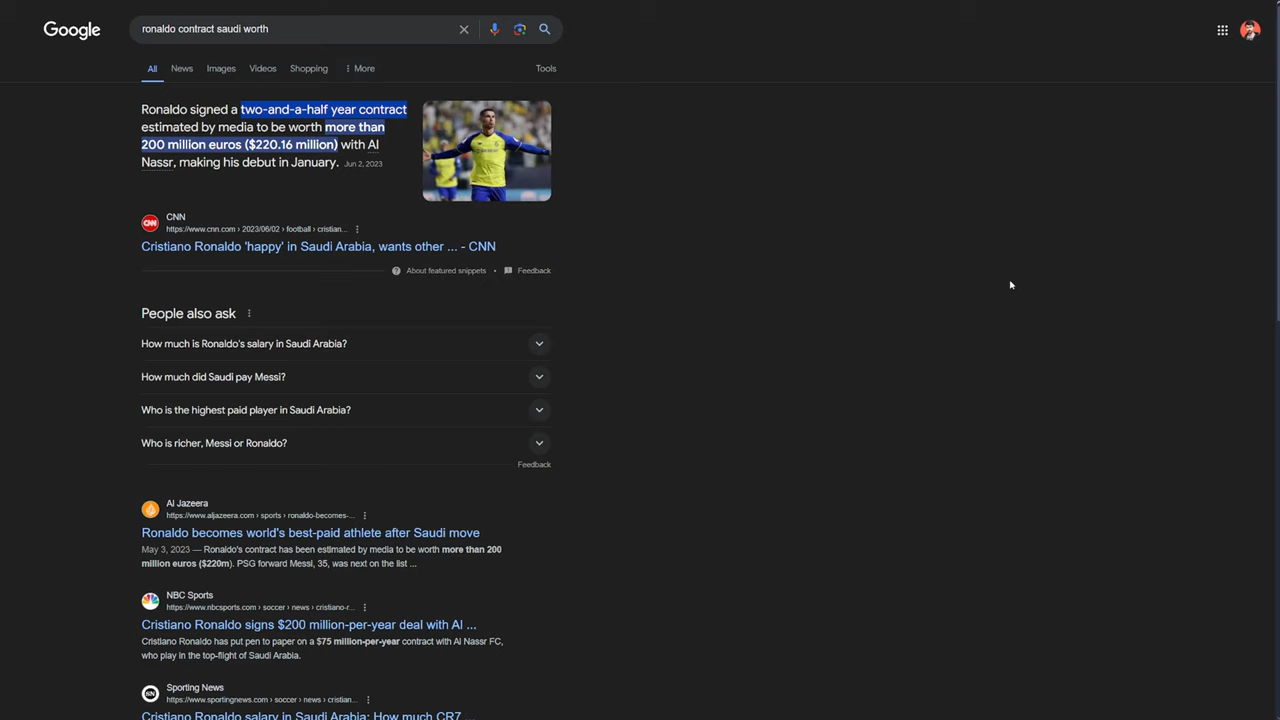 Google
ronaldo contract saudi worth
All News Images Videos Shopping More Tools
Ronaldo signed a two-and-a-half year contract
estimated by media to be worth more than
200 million euros ($220.16 million) with Al
Nassr, making his debut in January. Jun 2, 2023
CNN
https://www.cnn.com › 2023/06/02 › football › cristian...
Cristiano Ronaldo 'happy' in Saudi Arabia, wants other ... - CNN
About featured snippets • Feedback
People also ask
How much is Ronaldo's salary in Saudi Arabia?
How much did Saudi pay Messi?
Who is the highest paid player in Saudi Arabia?
Who is richer, Messi or Ronaldo?
Feedback
Al Jazeera
https://www.aljazeera.com › sports › ronaldo-becomes-...
Ronaldo becomes world's best-paid athlete after Saudi move
May 3, 2023 — Ronaldo's contract has been estimated by media to be worth more than 200
million euros ($220m). PSG forward Messi, 35, was next on the list ...
NBC Sports
https://www.nbcsports.com › soccer › news › cristiano-r...
Cristiano Ronaldo signs $200 million-per-year deal with Al ...
Cristiano Ronaldo has put pen to paper on a $75 million-per-year contract with Al Nassr FC,
who play in the top-flight of Saudi Arabia.
SN
Sporting News
https://www.sportingnews.com › soccer › news › cristian...
Cristiano Ronaldo salary in Saudi Arabia: How much CR7 ...